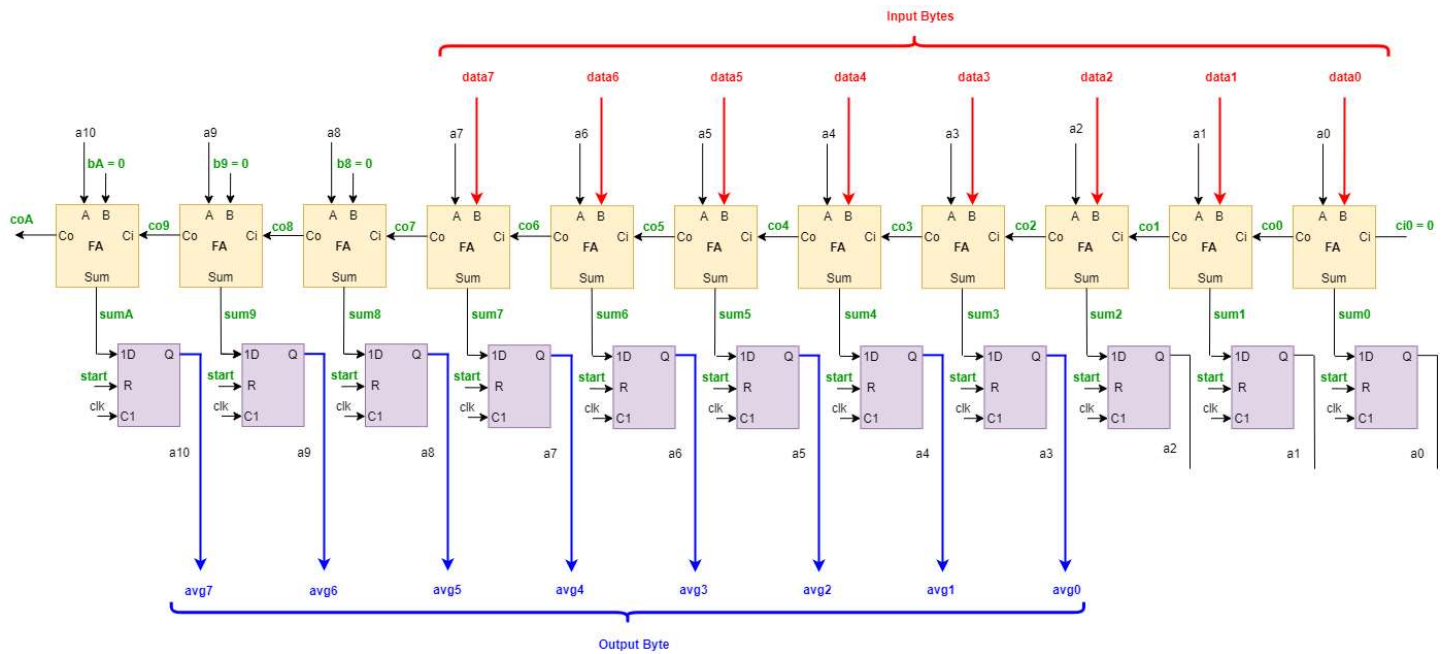 Input Bytes
data7 data6 data5 data4 data3 data2 data1 data0
a10 a9 a8 a7 a6 a5 a4 a3 a2 a1 a0
bA = 0 b9 = 0 b8 = 0
A B A B A B A B A B A B A B A B A B A B A B
coA Co Ci co9 Co Ci co8 Co Ci co7 Co Ci co6 Co Ci co5 Co Ci co4 Co Ci co3 Co Ci co2 Co Ci co1 Co Ci co0 Co Ci ci0 = 0
FA FA FA FA FA FA FA FA FA FA FA
Sum Sum Sum Sum Sum Sum Sum Sum Sum Sum Sum
sumA sum9 sum8 sum7 sum6 sum5 sum4 sum3 sum2 sum1 sum0
1D Q 1D Q 1D Q 1D Q 1D Q 1D Q 1D Q 1D Q 1D Q 1D Q 1D Q
start start start start start start start start start start start
R R R R R R R R R R R
clk clk clk clk clk clk clk clk clk clk clk
C1 C1 C1 C1 C1 C1 C1 C1 C1 C1 C1
a10 a9 a8 a7 a6 a5 a4 a3 a2 a1 a0
avg7 avg6 avg5 avg4 avg3 avg2 avg1 avg0
Output Byte